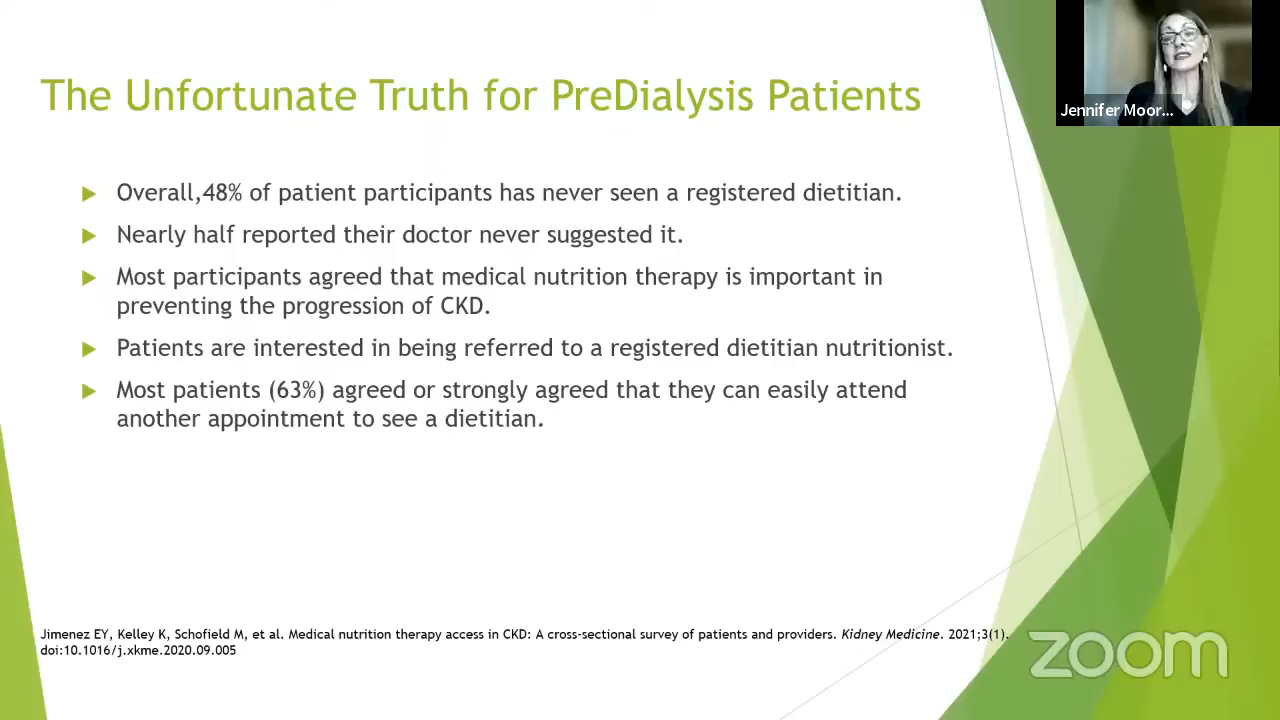 The Unfortunate Truth for PreDialysis Patients
Jennifer Moor...
Overall,48% of patient participants has never seen a registered dietitian.
Nearly half reported their doctor never suggested it.
Most participants agreed that medical nutrition therapy is important in
preventing the progression of CKD.
Patients are interested in being referred to a registered dietitian nutritionist.
Most patients (63%) agreed or strongly agreed that they can easily attend
another appointment to see a dietitian.
Jimenez EY, Kelley K, Schofield M, et al. Medical nutrition therapy access in CKD: A cross-sectional survey of patients and providers. Kidney Medicine. 2021;3(1).
doi:10.1016/j.xkme.2020.09.005
zoom